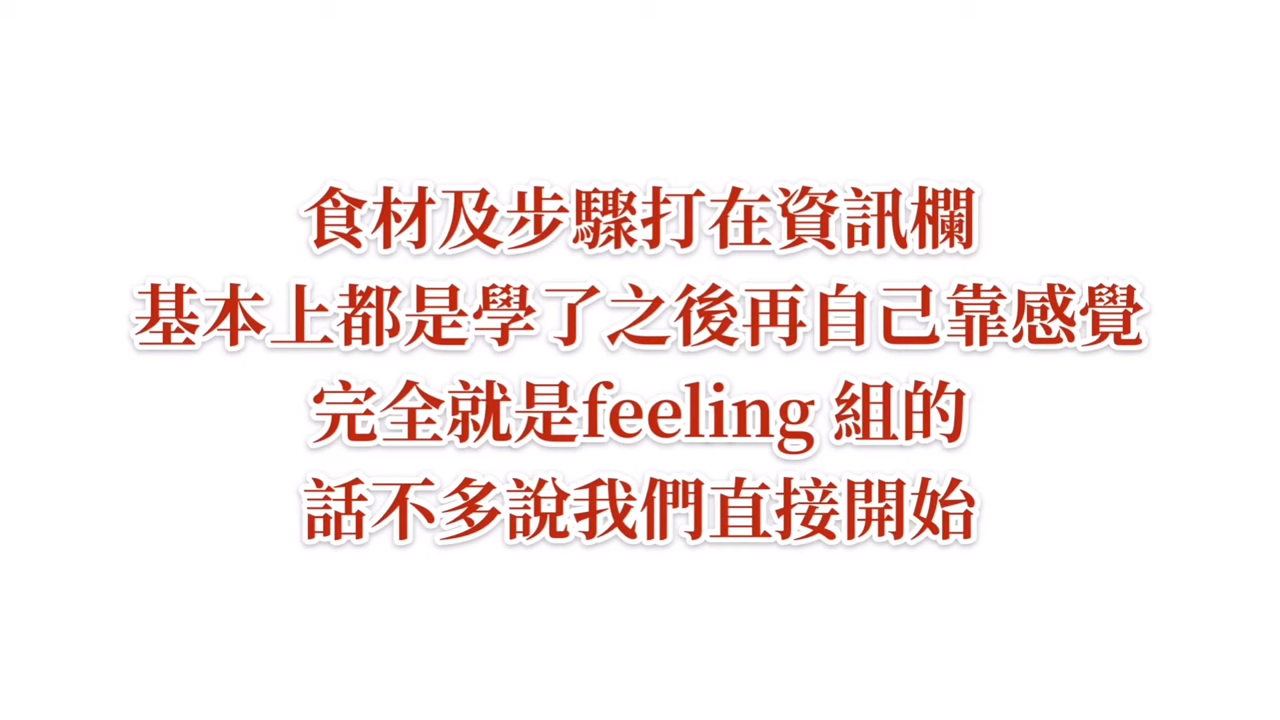 食材及步驟打在資訊欄
基本上都是學了之後再自己靠感覺
完全就是feeling 組的
話不多說我們直接開始